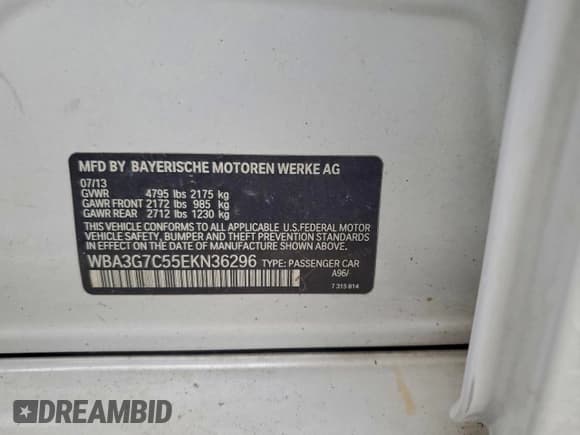 MFD BY BAYERISCHE MOTOREN WERKE AG
07/13
GVWR 4795 lbs 2175 kg
GAWR FRONT 2172 lbs 985 kg
GAWR REAR 2712 lbs 1230 kg
THIS VEHICLE CONFORMS TO ALL APPLICABLE U.S.FEDERAL MOTOR
VEHICLE SAFETY, BUMPER, AND THEFT PREVENTION STANDARDS
IN EFFECT ON THE DATE OF MANUFACTURE SHOWN ABOVE.
WBA3G7C55EKN36296 TYPE: PASSENGER CAR
A96/-
7 315 814
DREAMBID